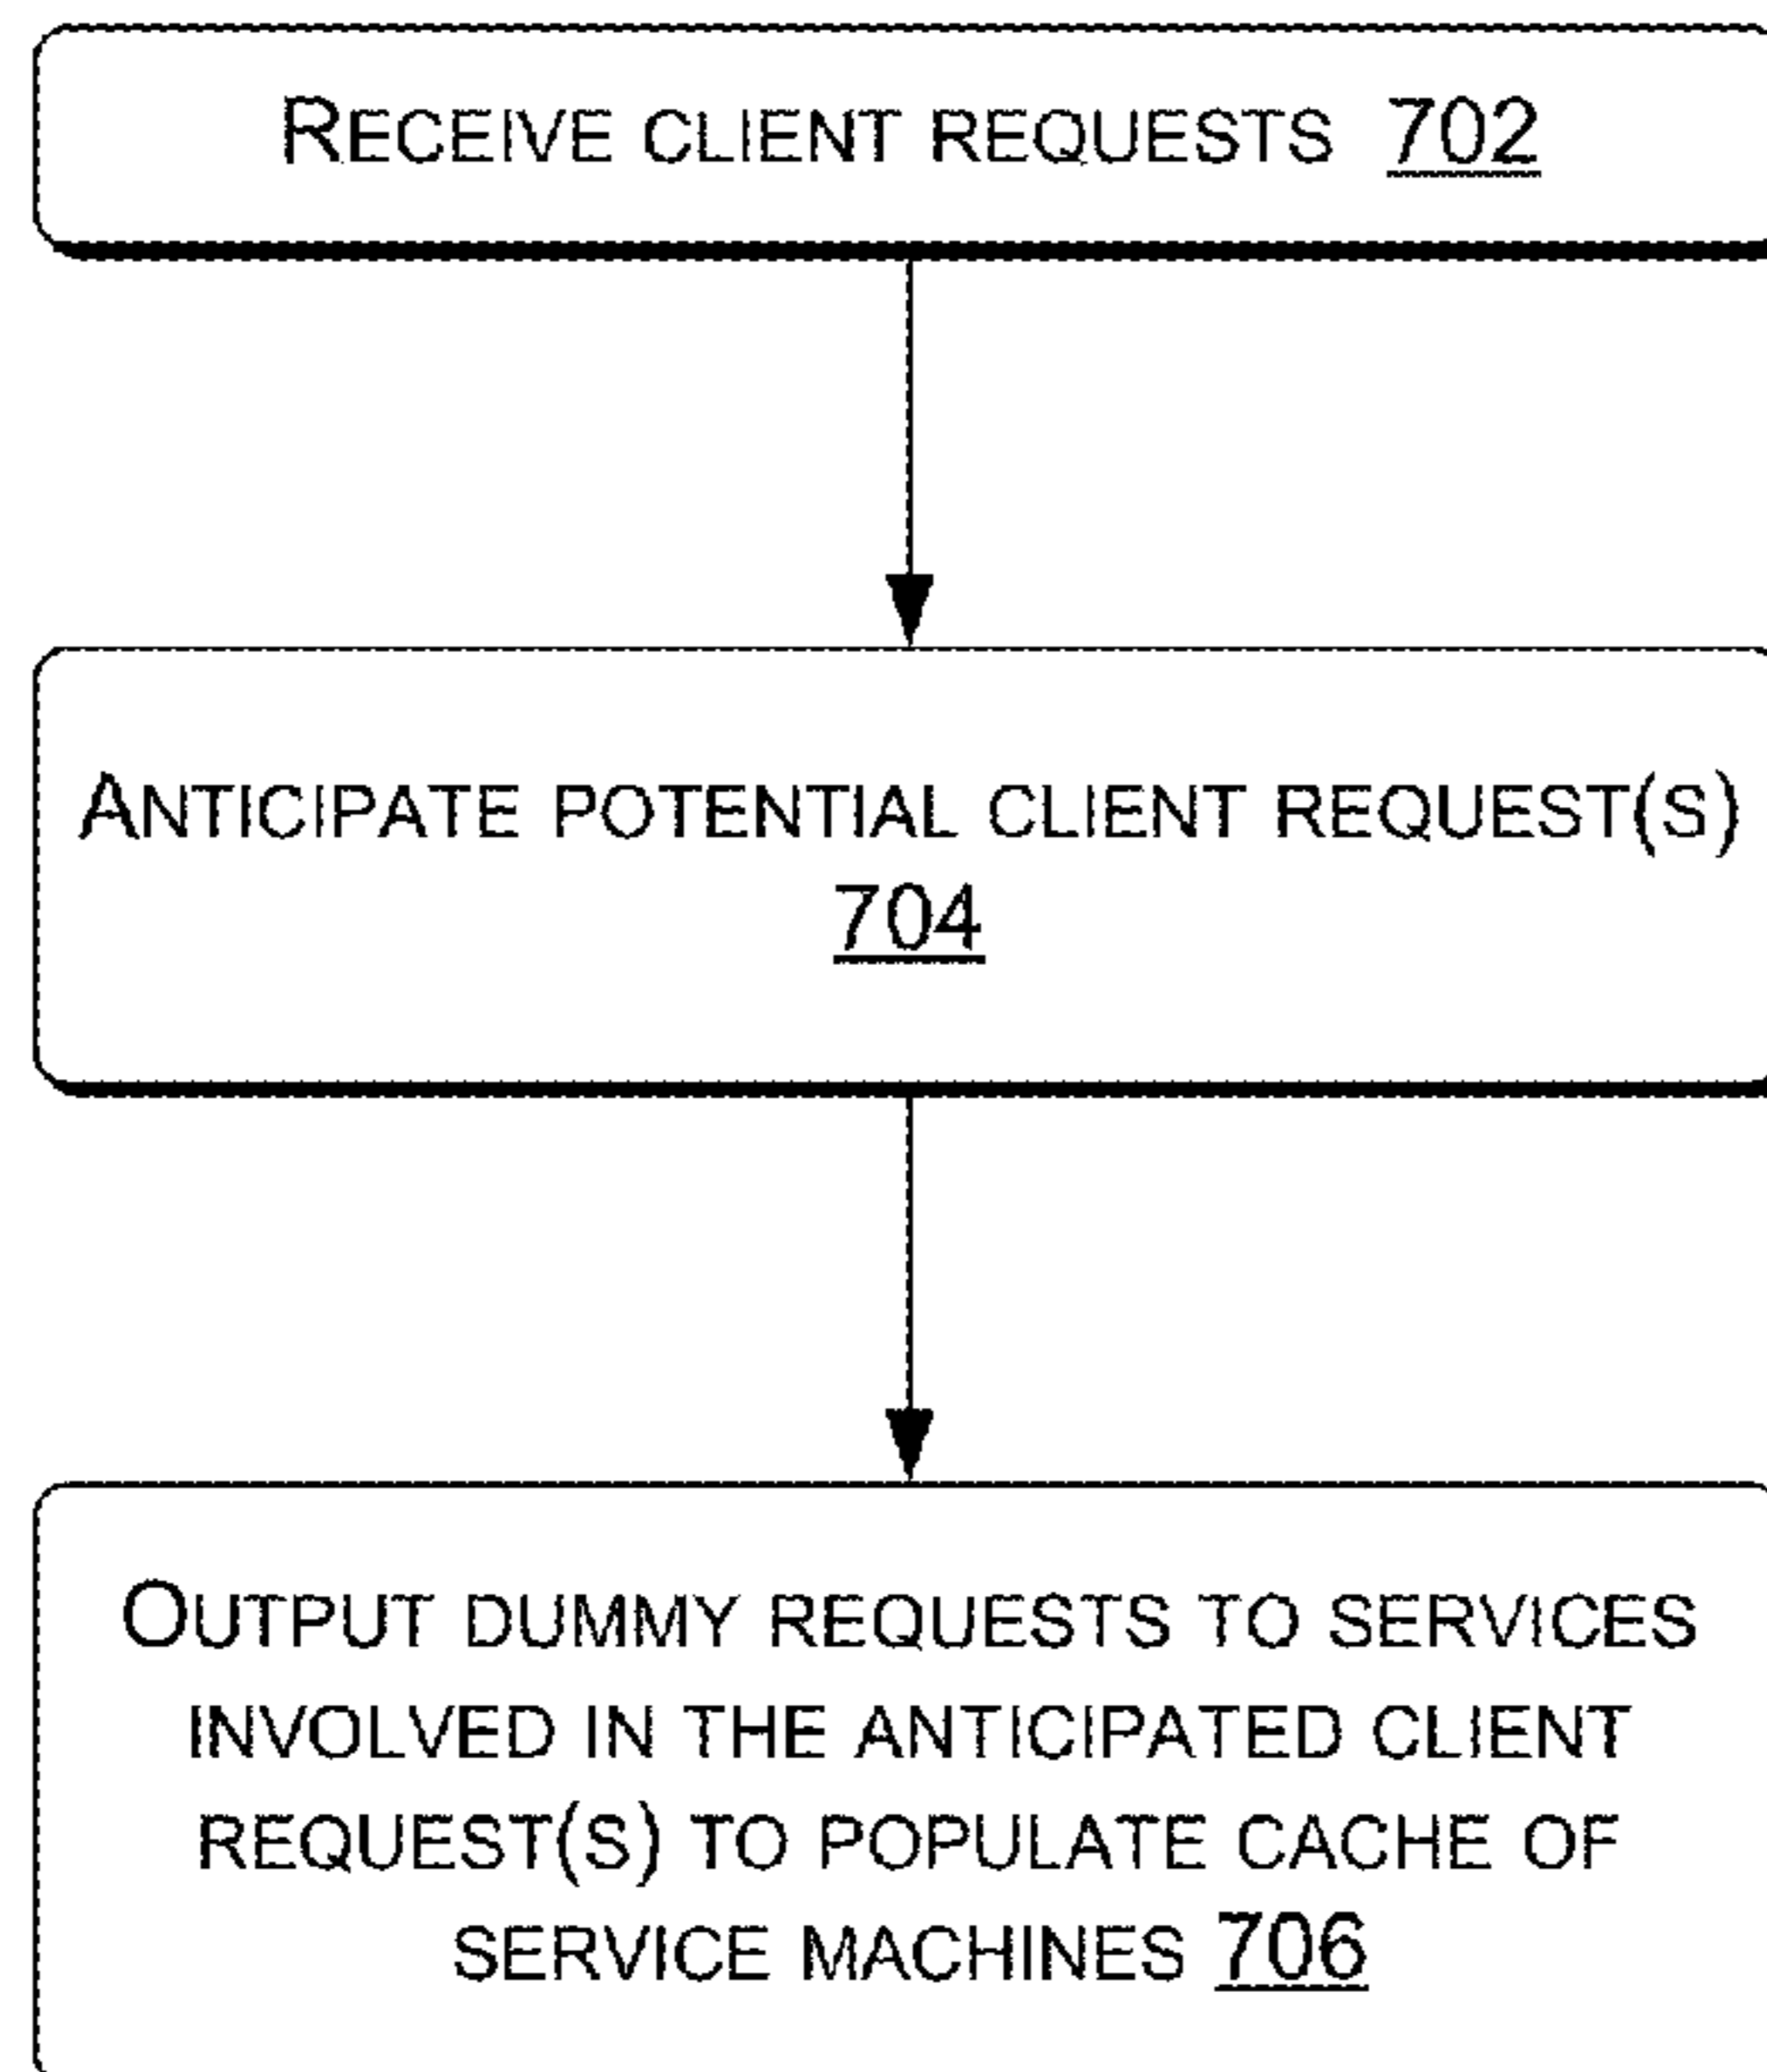 RECEIVE CLIENT REQUESTS 702
ANTICIPATE POTENTIAL CLIENT REQUEST(S)
704
OUTPUT DUMMY REQUESTS TO SERVICES
INVOLVED IN THE ANTICIPATED CLIENT
REQUEST(S) TO POPULATE CACHE OF
SERVICE MACHINES 706